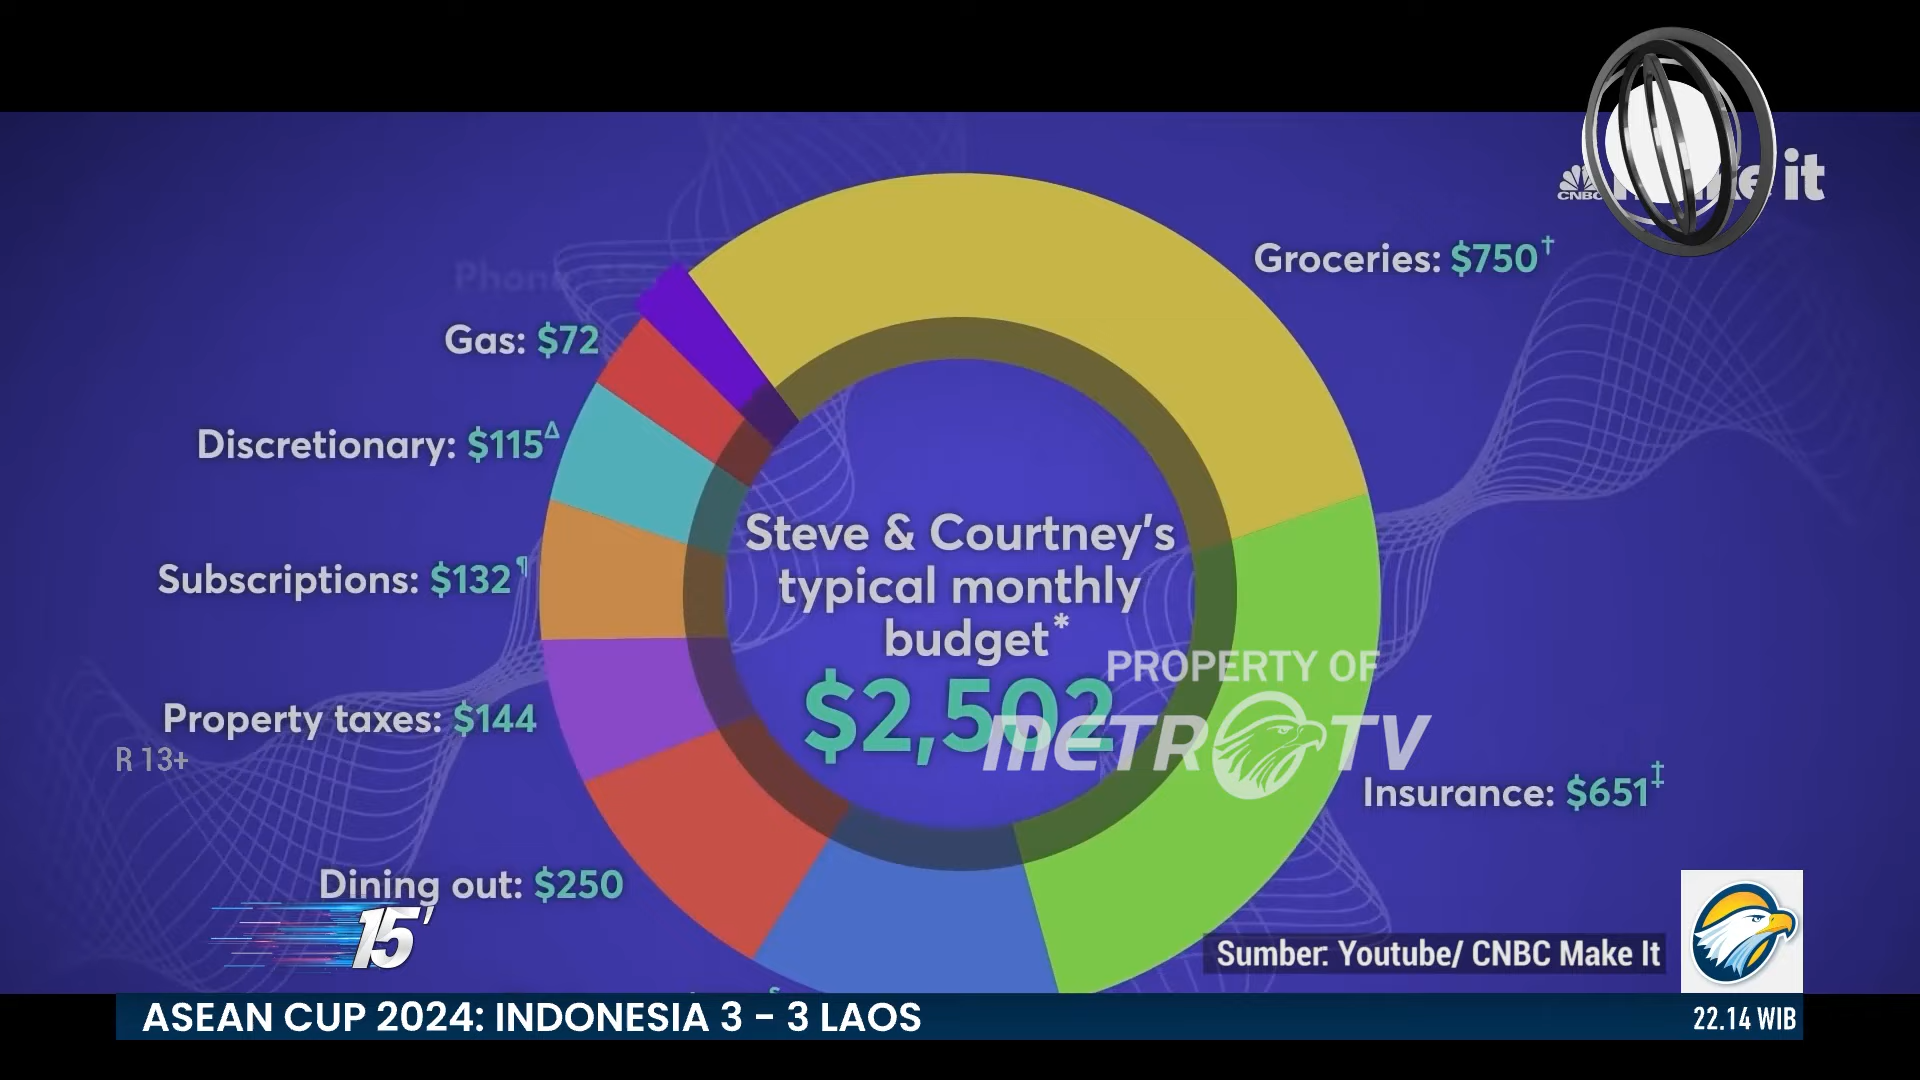 CNBC
it
Groceries: $750†
Gas: $72
Discretionary: $115Δ
Subscriptions: $132¶
Property taxes: $144
R 13+
Dining out: $250
Steve & Courtney's
typical monthly
budget*
$2,502
PROPERTY OF
METRO TV
Insurance: $651‡
15'
Sumber: Youtube/ CNBC Make It
ASEAN CUP 2024: INDONESIA 3 - 3 LAOS
22.14 WIB